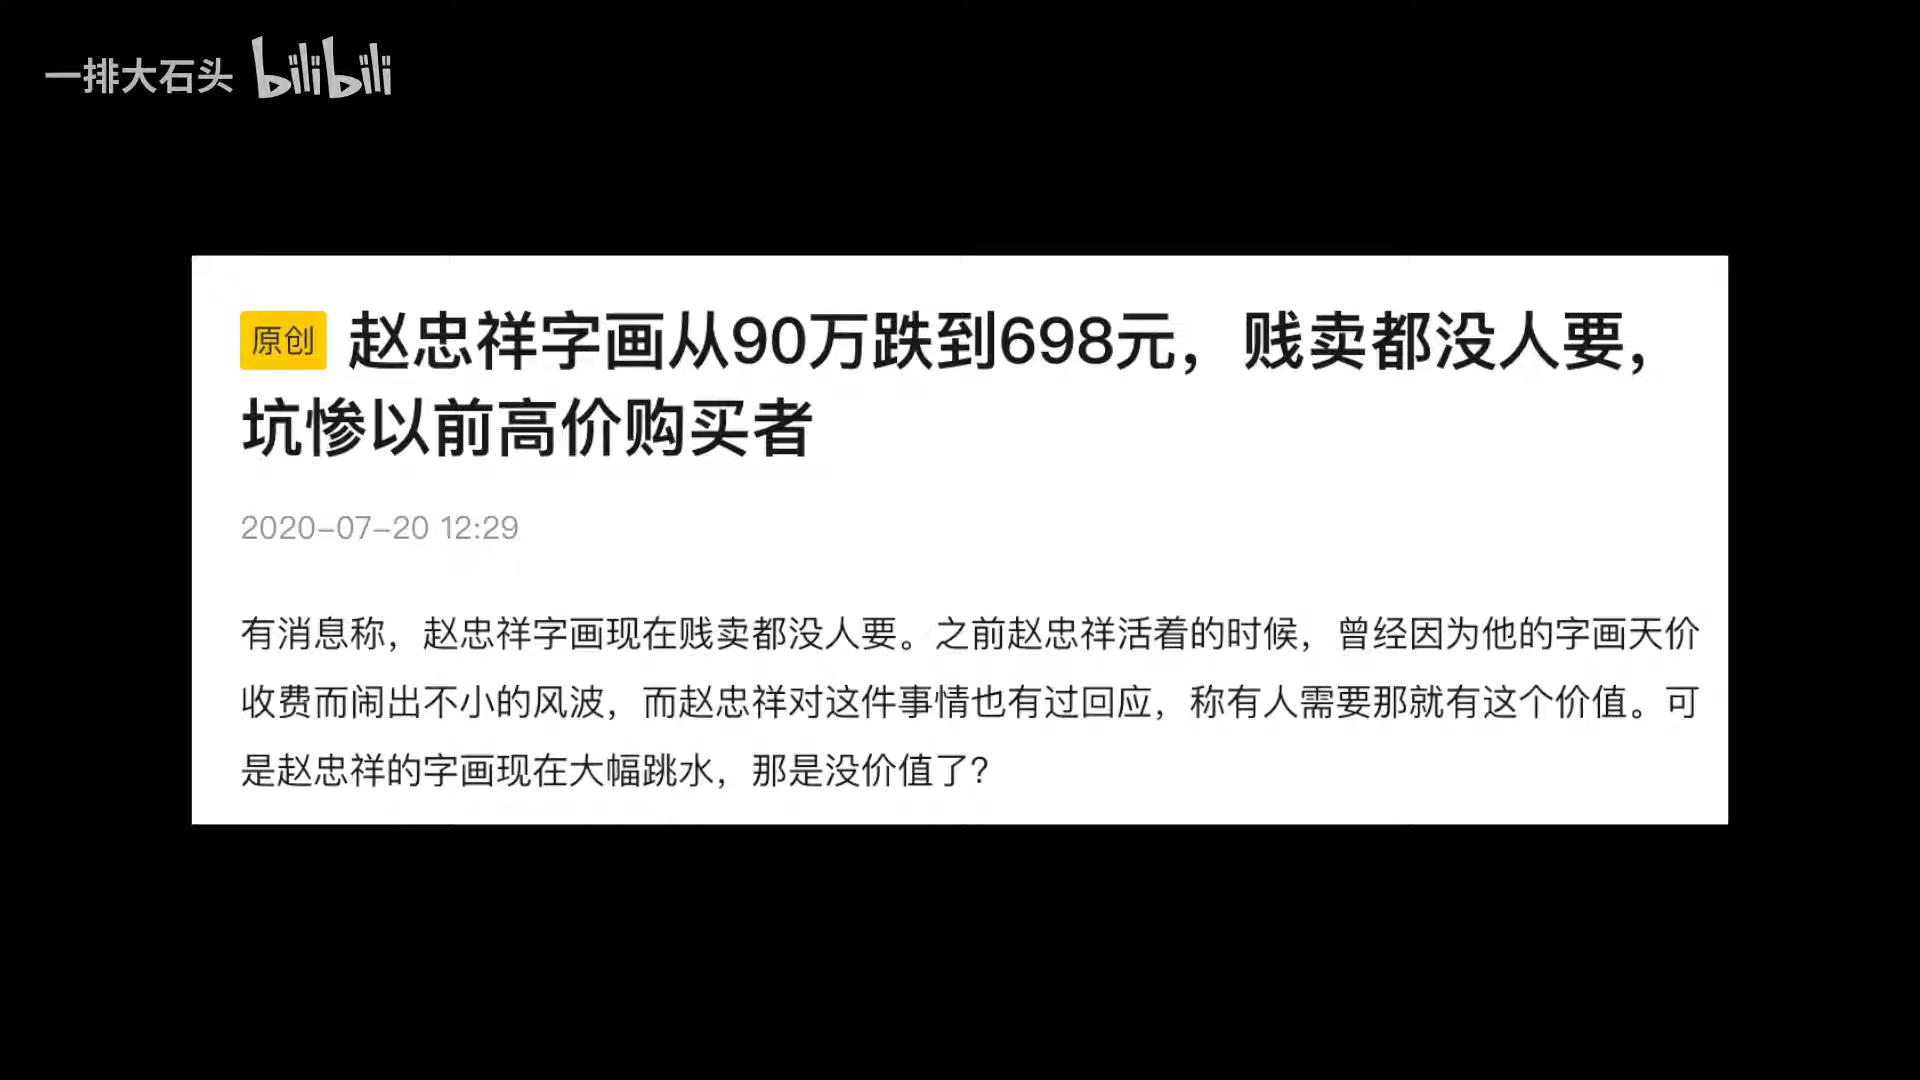 一排大石头 bilibili
原创 赵忠祥字画从90万跌到698元，贱卖都没人要，
坑惨以前高价购买者
2020-07-20 12:29
有消息称，赵忠祥字画现在贱卖都没人要。之前赵忠祥活着的时候，曾经因为他的字画天价
收费而闹出不小的风波，而赵忠祥对这件事情也有过回应，称有人需要那就有这个价值。可
是赵忠祥的字画现在大幅跳水，那是没价值了？